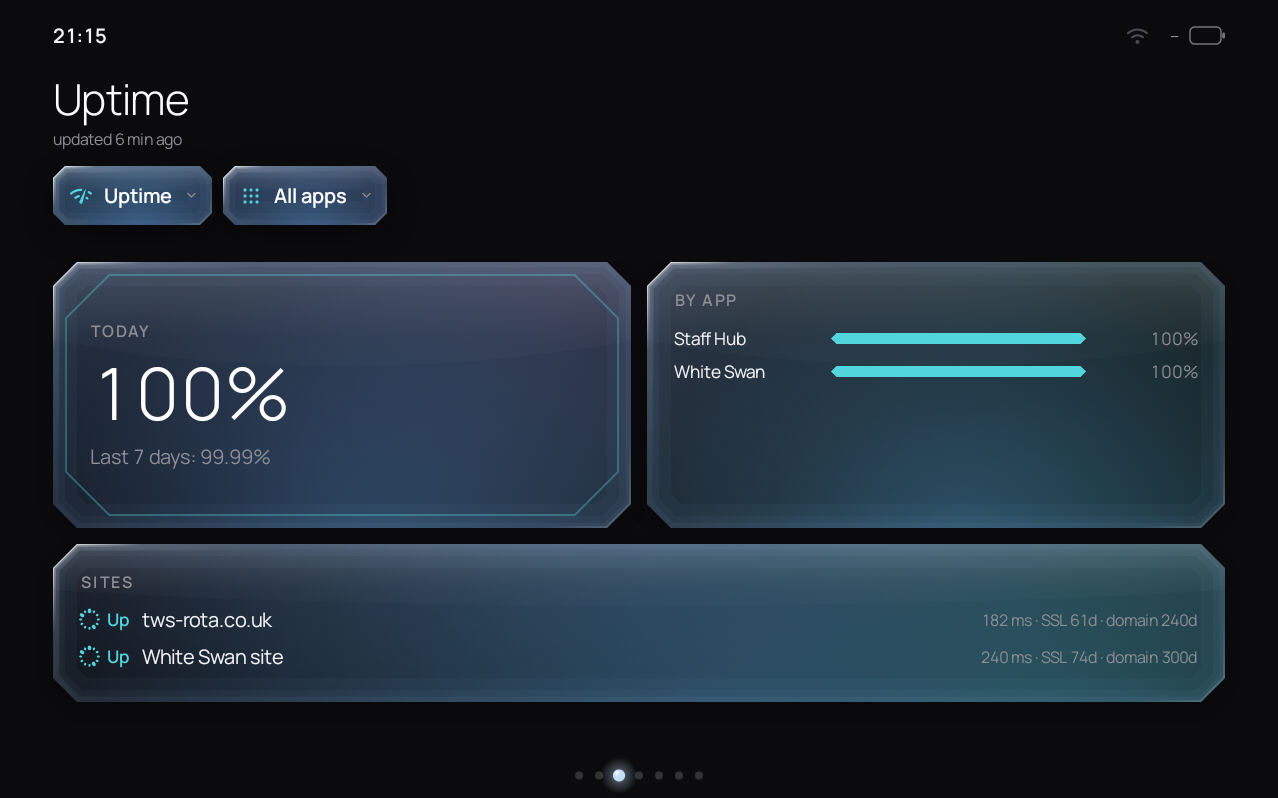 21:15
–
Uptime
updated 6 min ago
Uptime
All apps
TODAY
100%
Last 7 days: 99.99%
BY APP
Staff Hub 100%
White Swan 100%
SITES
Up tws-rota.co.uk 182 ms · SSL 61d · domain 240d
Up White Swan site 240 ms · SSL 74d · domain 300d